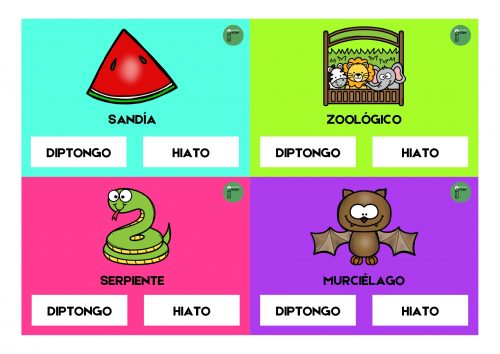 SANDÍA
DIPTONGO HIATO
ZOOLÓGICO
DIPTONGO HIATO
SERPIENTE
DIPTONGO HIATO
MURCIÉLAGO
DIPTONGO HIATO